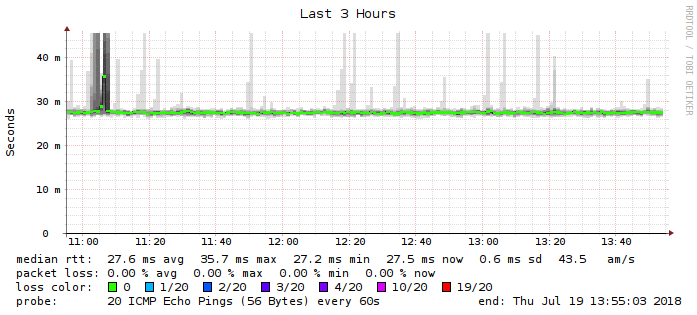 Last 3 Hours
RRDTOOL / TOBI OETIKER
Seconds
40 m
30 m
20 m
10 m
0
11:00 11:20 11:40 12:00 12:20 12:40 13:00 13:20 13:40
median rtt: 27.6 ms avg 35.7 ms max 27.2 ms min 27.5 ms now 0.6 ms sd 43.5 am/s
packet loss: 0.00 % avg 0.00 % max 0.00 % min 0.00 % now
loss color: 0 1/20 2/20 3/20 4/20 10/20 19/20
probe: 20 ICMP Echo Pings (56 Bytes) every 60s end: Thu Jul 19 13:55:03 2018